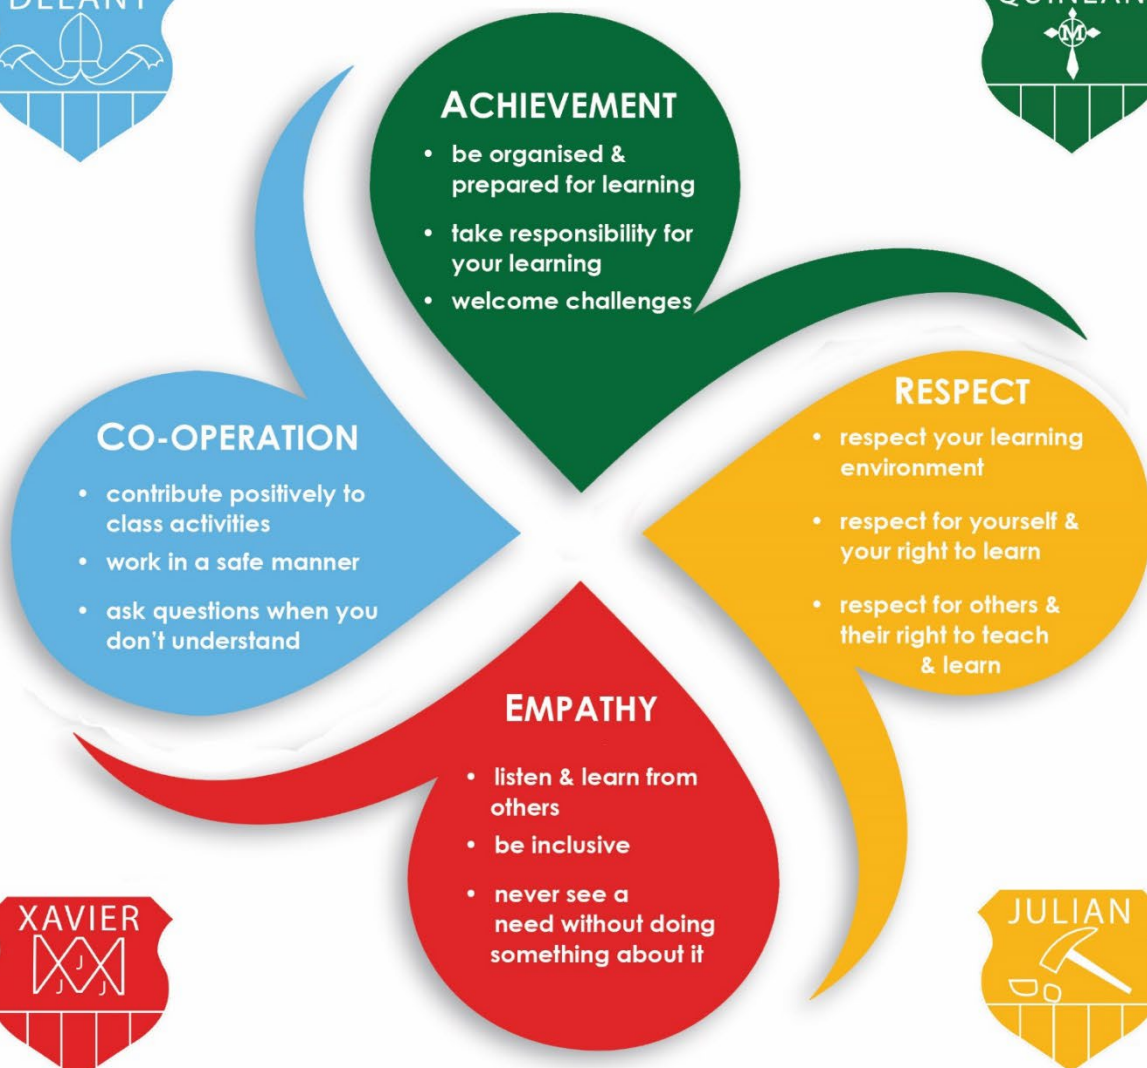 DELANY
QUINLAN
M
ACHIEVEMENT
• be organised &
prepared for learning
• take responsibility for
your learning
• welcome challenges
CO-OPERATION
• contribute positively to
class activities
• work in a safe manner
• ask questions when you
don't understand
RESPECT
• respect your learning
environment
• respect for yourself &
your right to learn
• respect for others &
their right to teach
& learn
EMPATHY
• listen & learn from
others
• be inclusive
• never see a
need without doing
something about it
XAVIER
J
J J
JULIAN